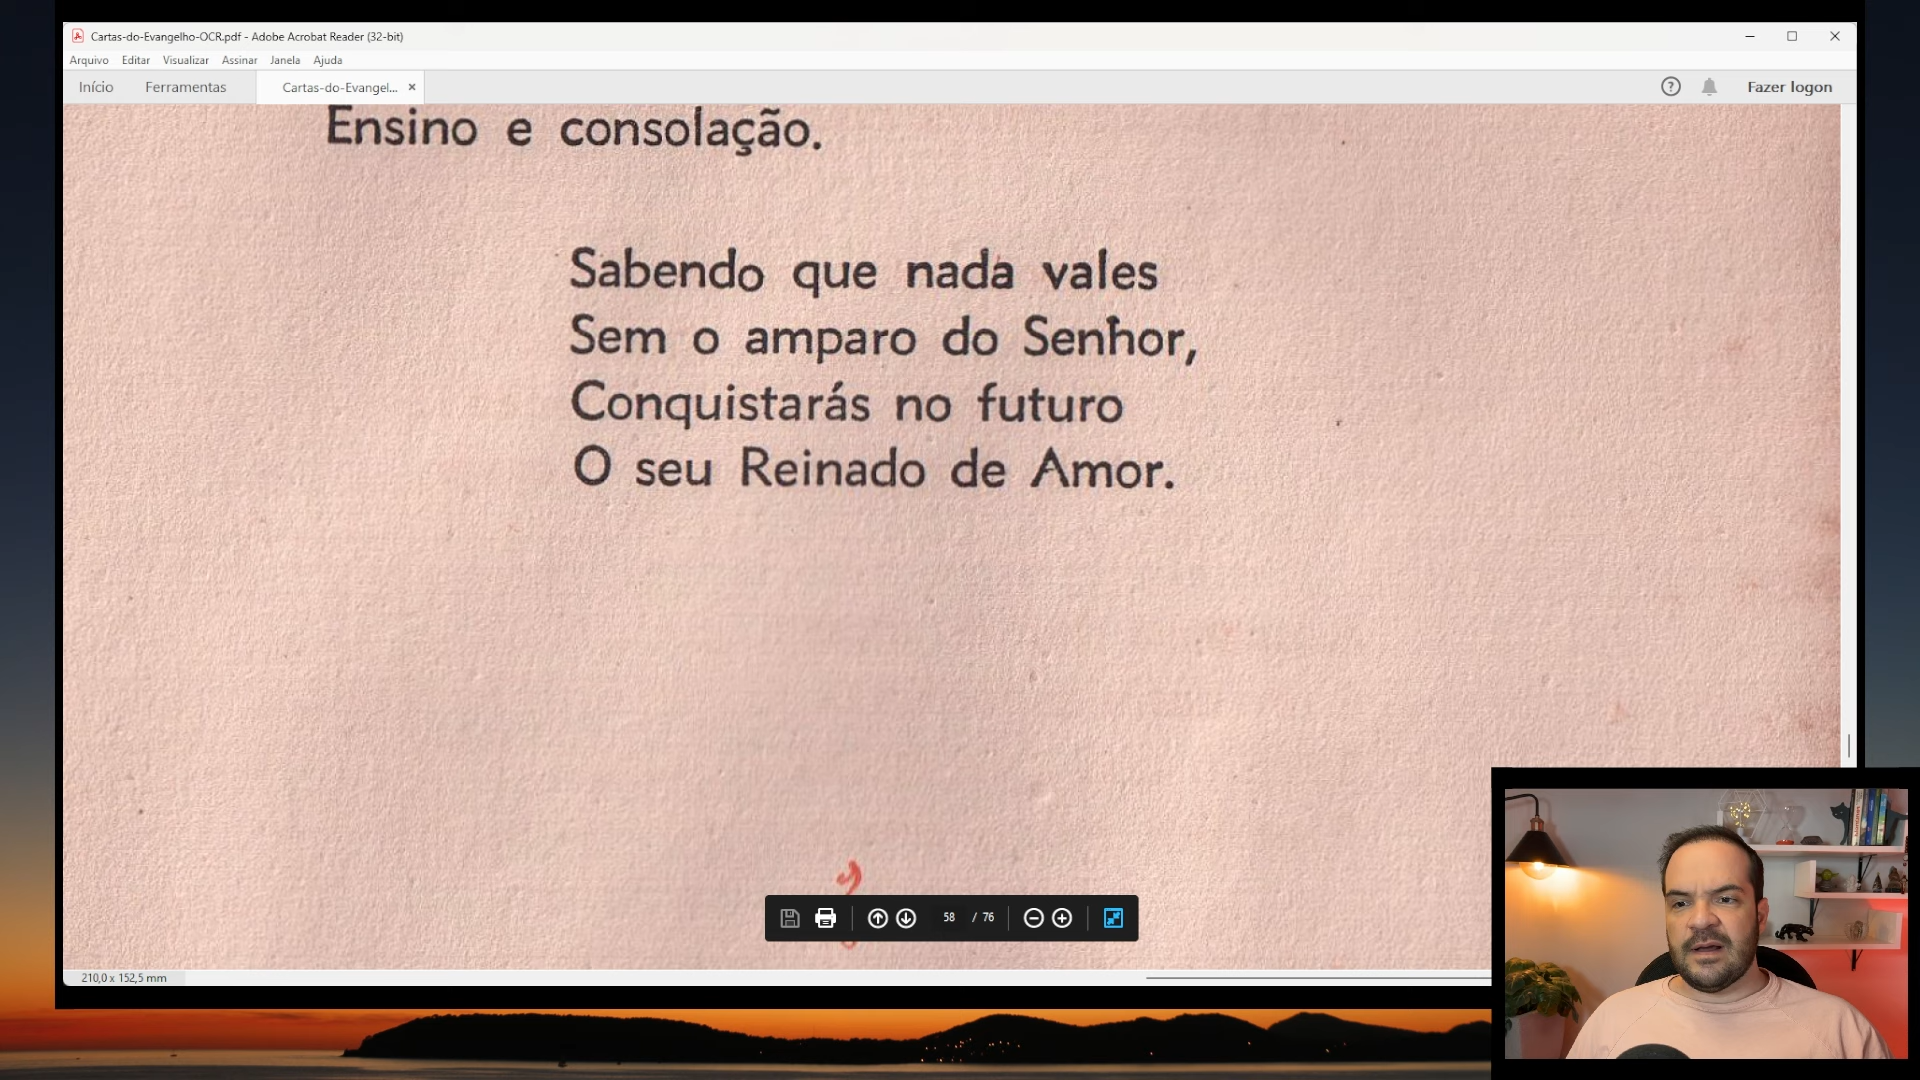 Cartas-do-Evangelho-OCR.pdf - Adobe Acrobat Reader (32-bit)
Arquivo Editar Visualizar Assinar Janela Ajuda
Início Ferramentas Cartas-do-Evangel... × Fazer logon
Ensino e consolação.
Sabendo que nada vales
Sem o amparo do Senhor,
Conquistarás no futuro
O seu Reinado de Amor.
58 / 76
210,0 x 152,5 mm